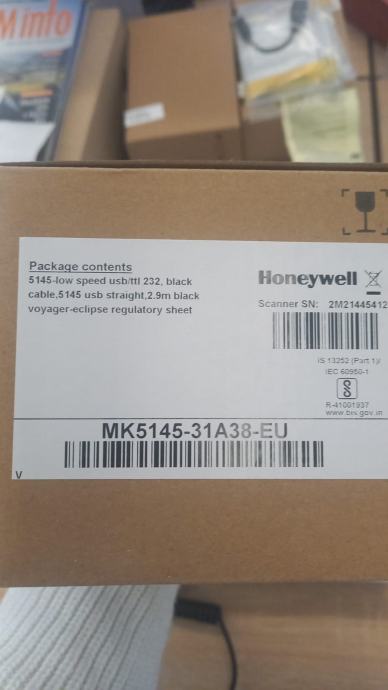 M info
Package contents
5145-low speed usb/ttl 232, black
cable,5145 usb straight,2.9m black
voyager-eclipse regulatory sheet
Honeywell
Scanner SN: 2M21445412
IS 13252 (Part 1)/
IEC 60950-1
R-41001937
www.bis.gov.in
MK5145-31A38-EU
V